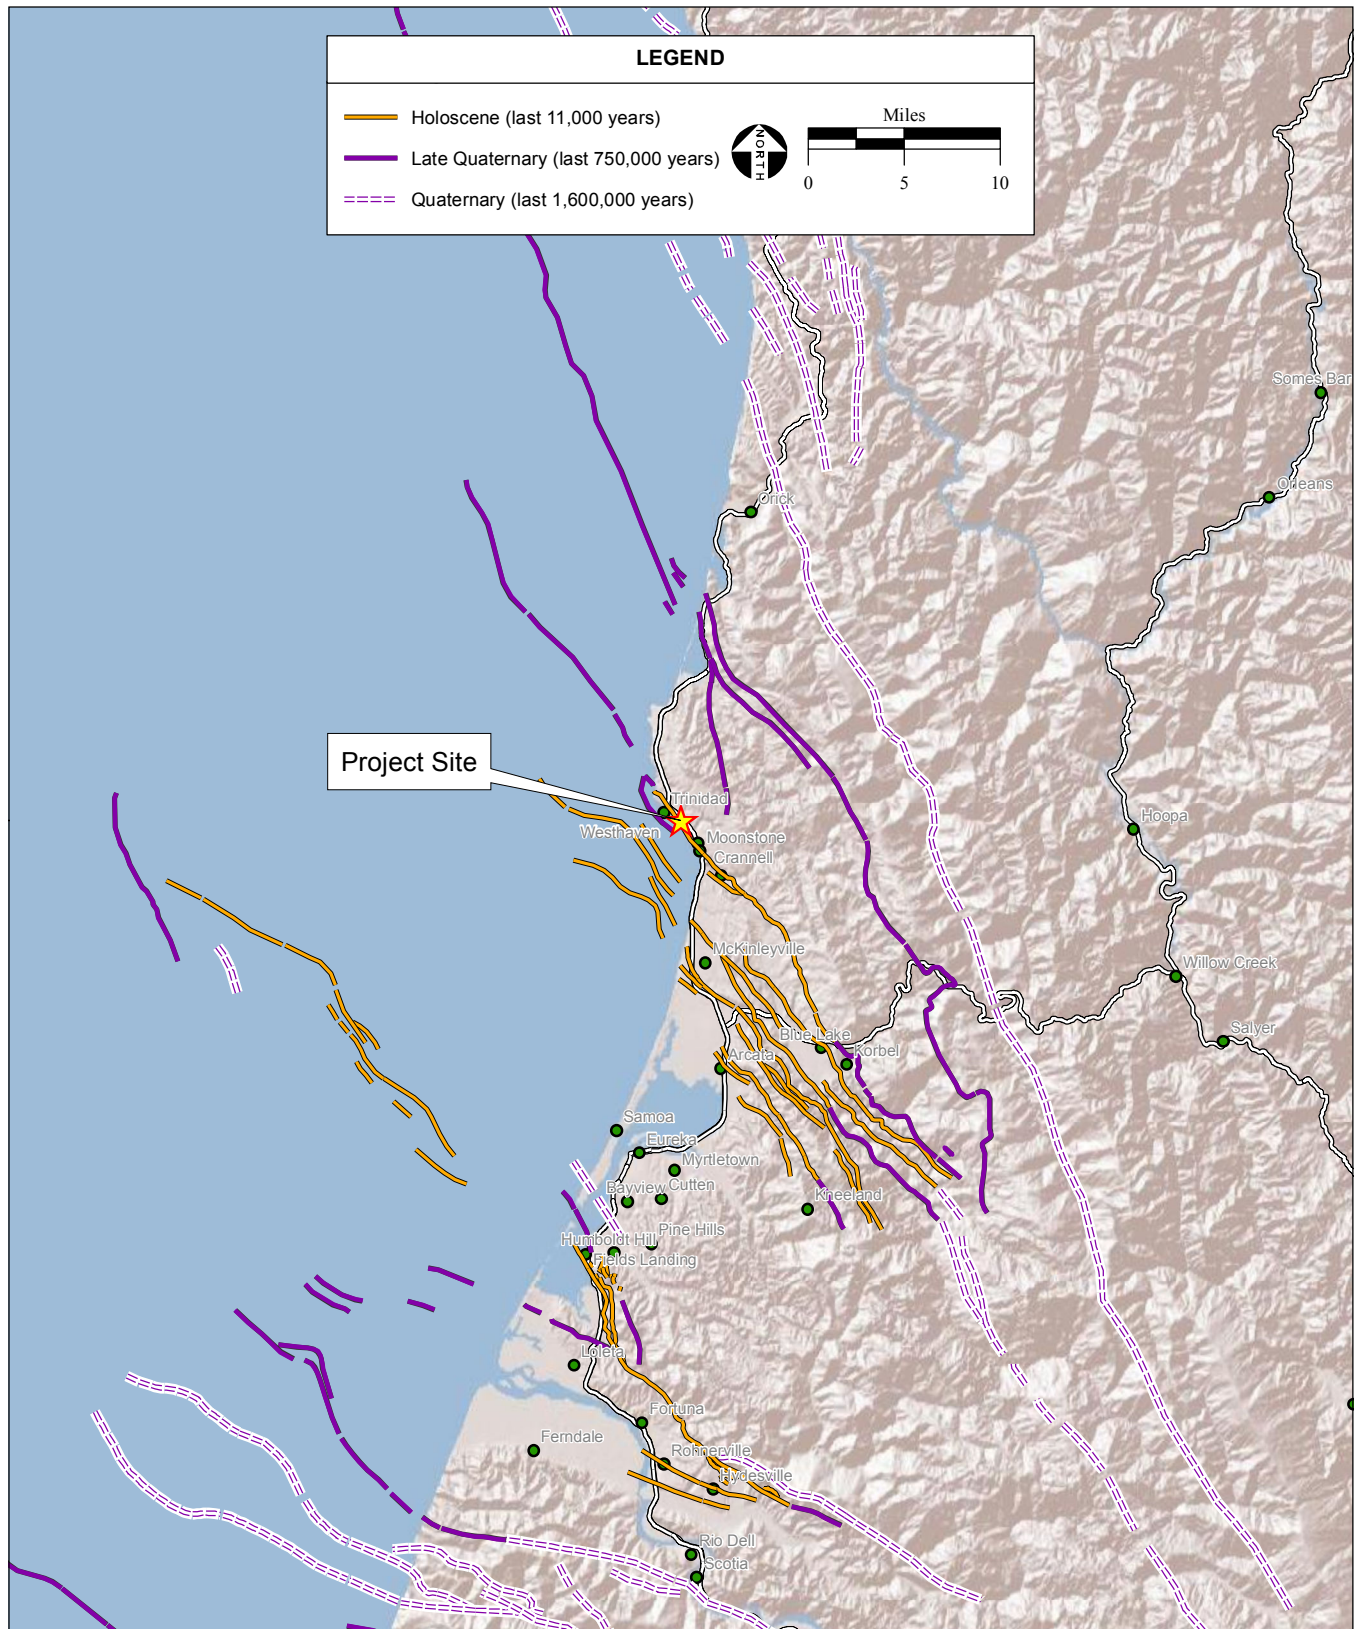 LEGEND
Holoscene (last 11,000 years)
Late Quaternary (last 750,000 years)
Quaternary (last 1,600,000 years)
NORTH
Miles
0 5 10
Somes Bar
Orleans
Orick
Project Site
Trinidad
Westhaven
Moonstone
Crannell
Hoopa
McKinleyville
Willow Creek
Blue Lake
Korbel
Salyer
Arcata
Samoa
Eureka
Myrtletown
Bayview
Cutten
Kneeland
Pine Hills
Humboldt Hill
Fields Landing
Loleta
Fortuna
Ferndale
Rohnerville
Hydesville
Rio Dell
Scotia